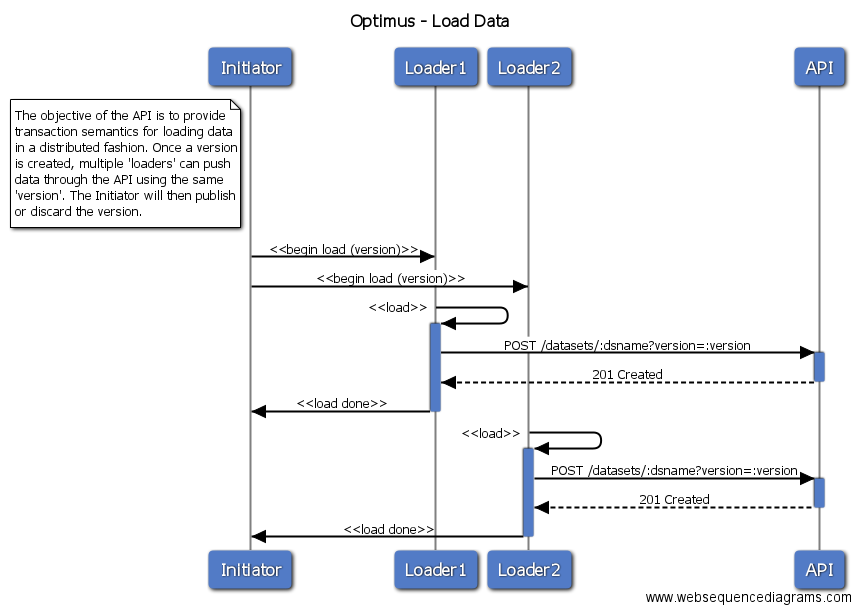 Optimus - Load Data
Initiator
Loader1
Loader2
API
The objective of the API is to provide
transaction semantics for loading data
in a distributed fashion. Once a version
is created, multiple 'loaders' can push
data through the API using the same
'version'. The Initiator will then publish
or discard the version.
<<begin load (version)>>
<<begin load (version)>>
<<load>>
POST /datasets/:dsname?version=:version
201 Created
<<load done>>
<<load>>
POST /datasets/:dsname?version=:version
201 Created
<<load done>>
Initiator
Loader1
Loader2
API
www.websequencediagrams.com